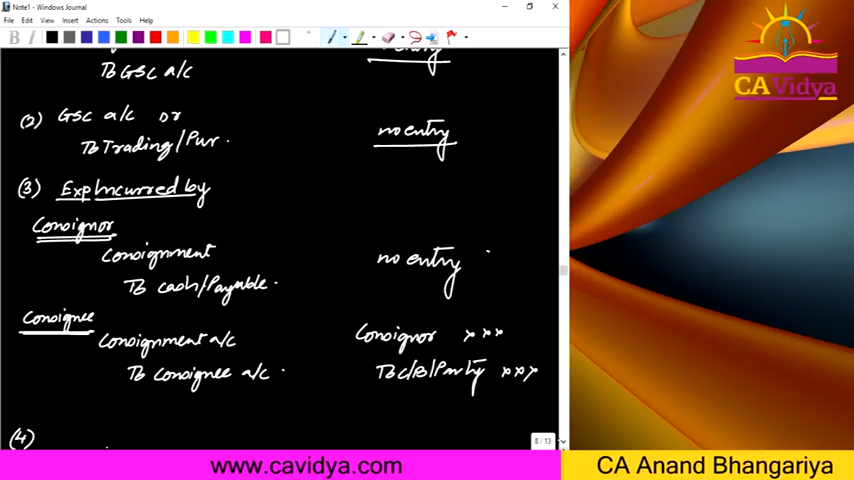 Note1 - Windows Journal
File Edit View Insert Actions Tools Help
B I
To GSC a/c
(2) GSC a/c Dr
To Trading/Pur.
no entry
(3) Exp Incurred by
Consignor
Consignment
To cash/Payable.
no entry
Consignee
Consignment a/c
To consignee a/c.
Consignor xxx
To C/B/Party xxx
(4)
8 / 13
CA Vidya
www.cavidya.com
CA Anand Bhangariya